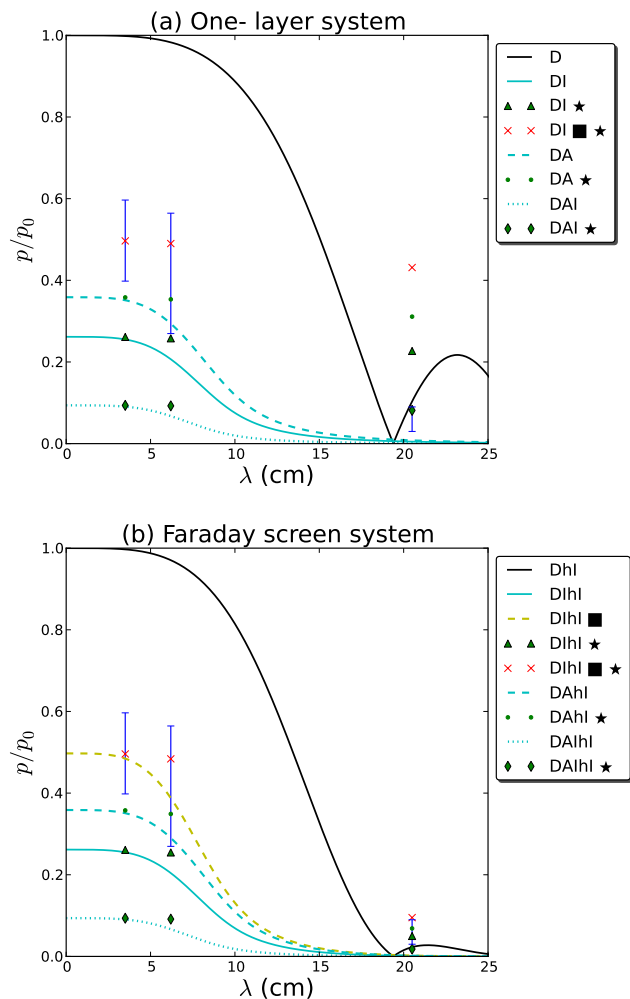 (a) One- layer system
1.0
0.8
0.6
0.4
0.2
0.0
p/p₀
0 5 10 15 20 25
λ (cm)
D
DI
DI ★
DI ■ ★
DA
DA ★
DAI
DAI ★
(b) Faraday screen system
1.0
0.8
0.6
0.4
0.2
0.0
p/p₀
0 5 10 15 20 25
λ (cm)
DhI
DIhI
DIhI ■
DIhI ★
DIhI ■ ★
DAhI
DAhI ★
DAIhI
DAIhI ★